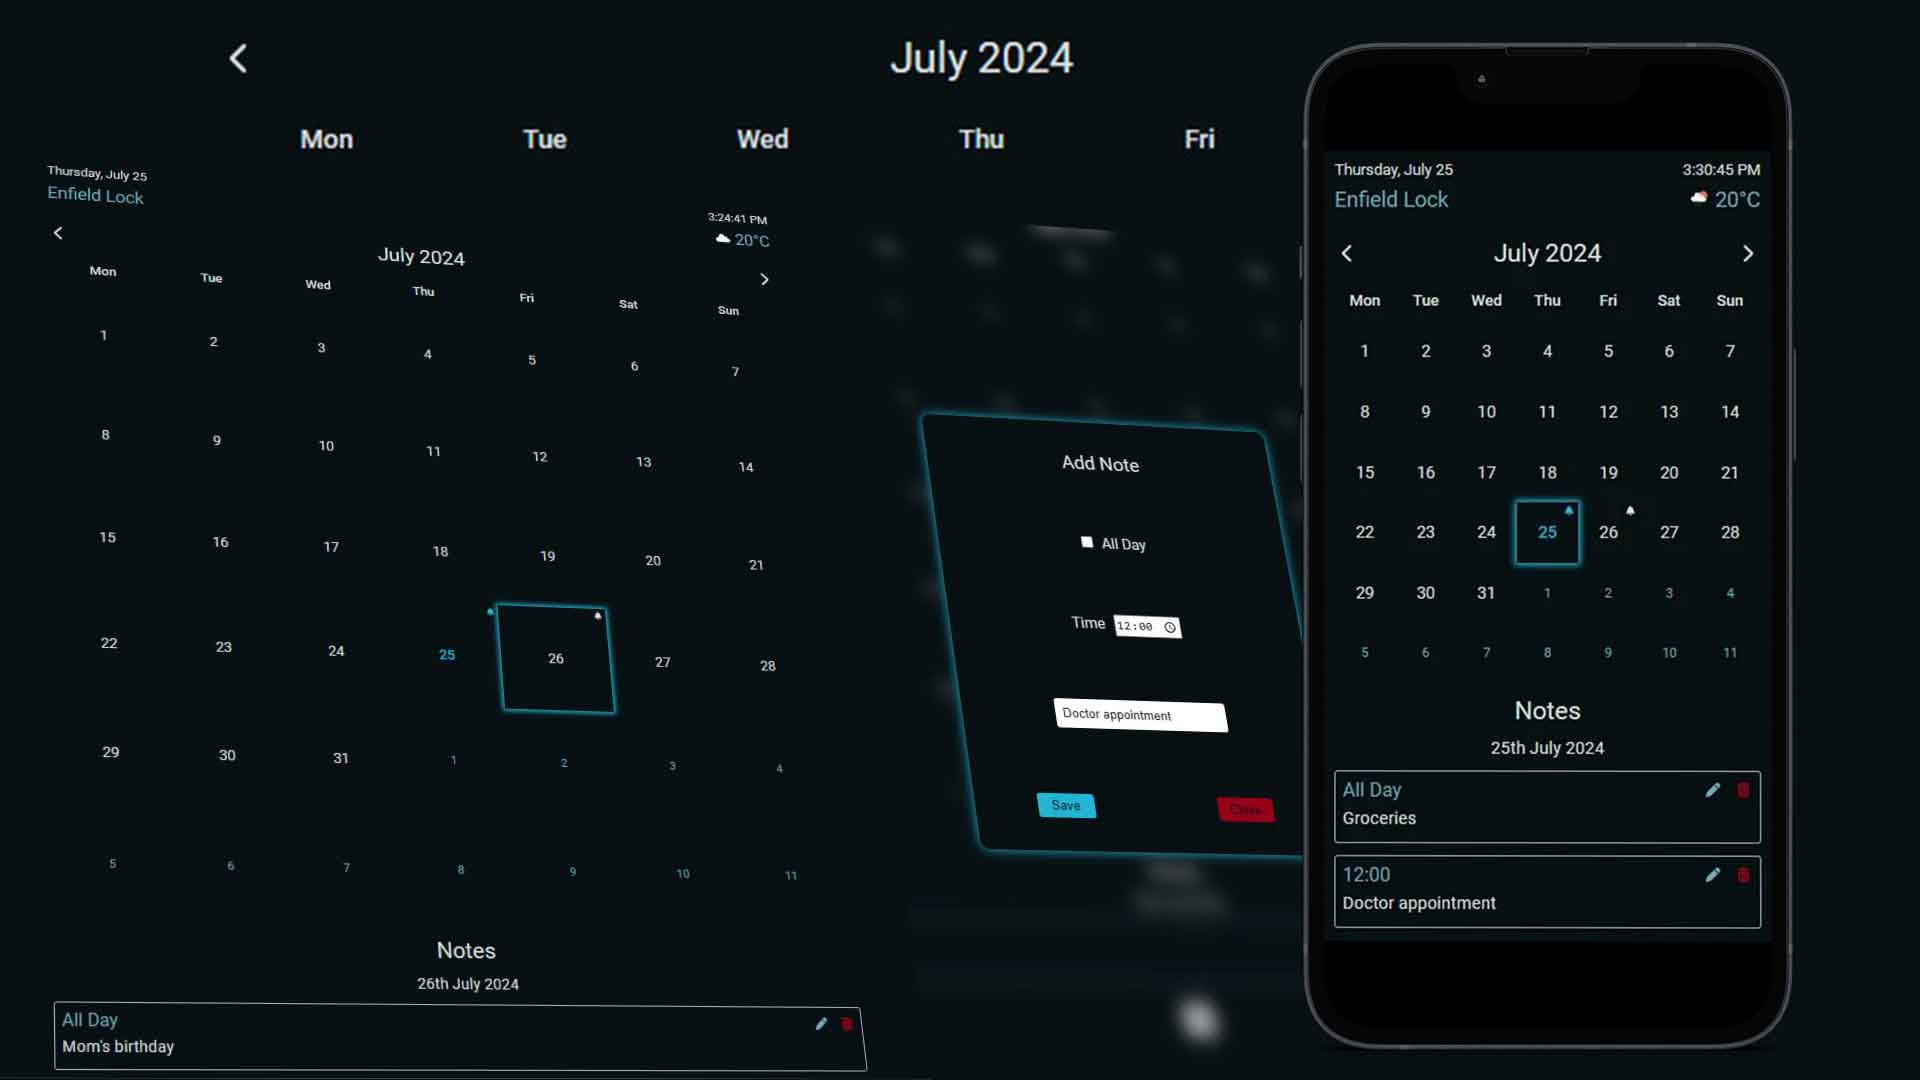 July 2024
Mon Tue Wed Thu Fri
Thursday, July 25
Enfield Lock
3:24:41 PM
20°C
July 2024
Mon Tue Wed Thu Fri Sat Sun
1 2 3 4 5 6 7
8 9 10 11 12 13 14
15 16 17 18 19 20 21
22 23 24 25 26 27 28
29 30 31 1 2 3 4
5 6 7 8 9 10 11
Notes
26th July 2024
All Day
Mom's birthday
Add Note
All Day
Time 12:00
Doctor appointment
Save Close
Thursday, July 25 3:30:45 PM
Enfield Lock 20°C
July 2024
Mon Tue Wed Thu Fri Sat Sun
1 2 3 4 5 6 7
8 9 10 11 12 13 14
15 16 17 18 19 20 21
22 23 24 25 26 27 28
29 30 31 1 2 3 4
5 6 7 8 9 10 11
Notes
25th July 2024
All Day
Groceries
12:00
Doctor appointment